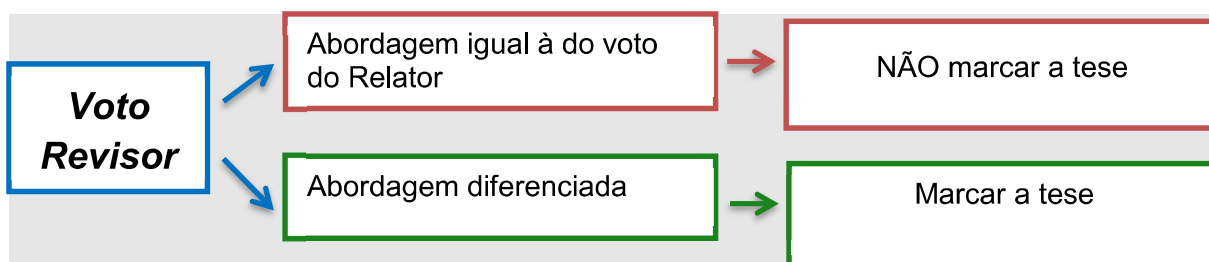 Voto
Revisor
Abordagem igual à do voto
do Relator
NÃO marcar a tese
Abordagem diferenciada
Marcar a tese